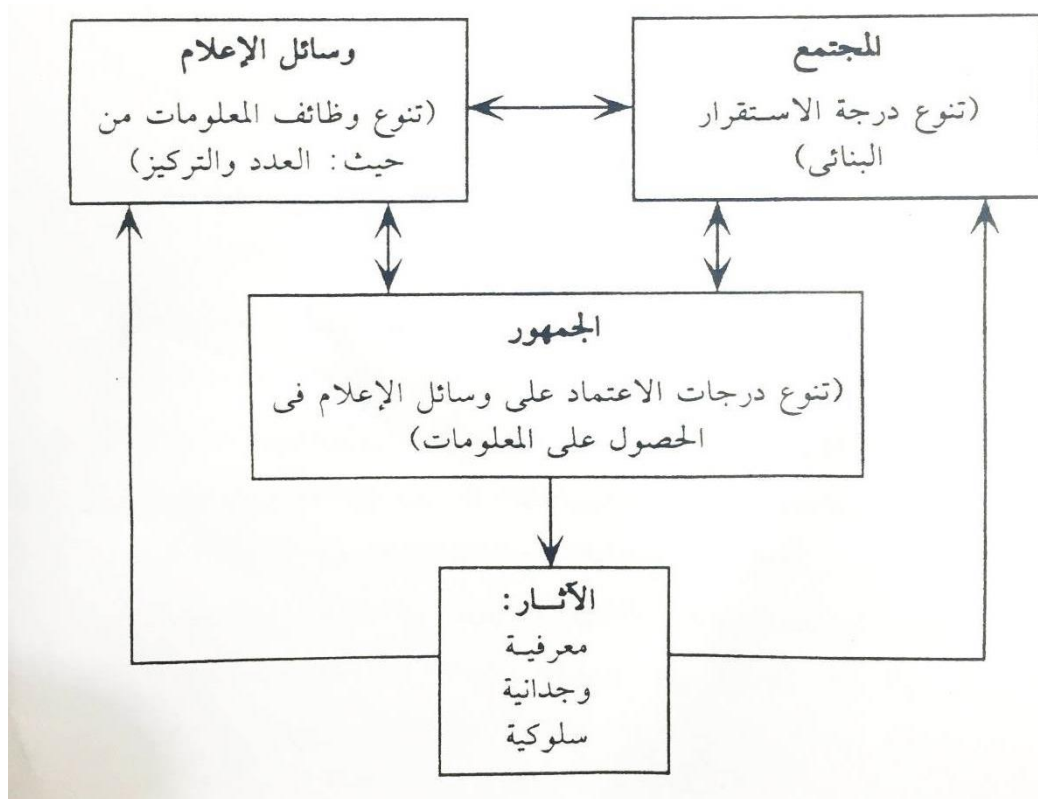 المجتمع
(تنوع درجة الاستقرار
البنائى)
وسائل الإعلام
(تنوع وظائف المعلومات من
حيث: العدد والتركيز)
الجمهور
(تنوع درجات الاعتماد على وسائل الإعلام فى
الحصول على المعلومات)
الآثـــار:
معرفيـة
وجدانية
سلوكية